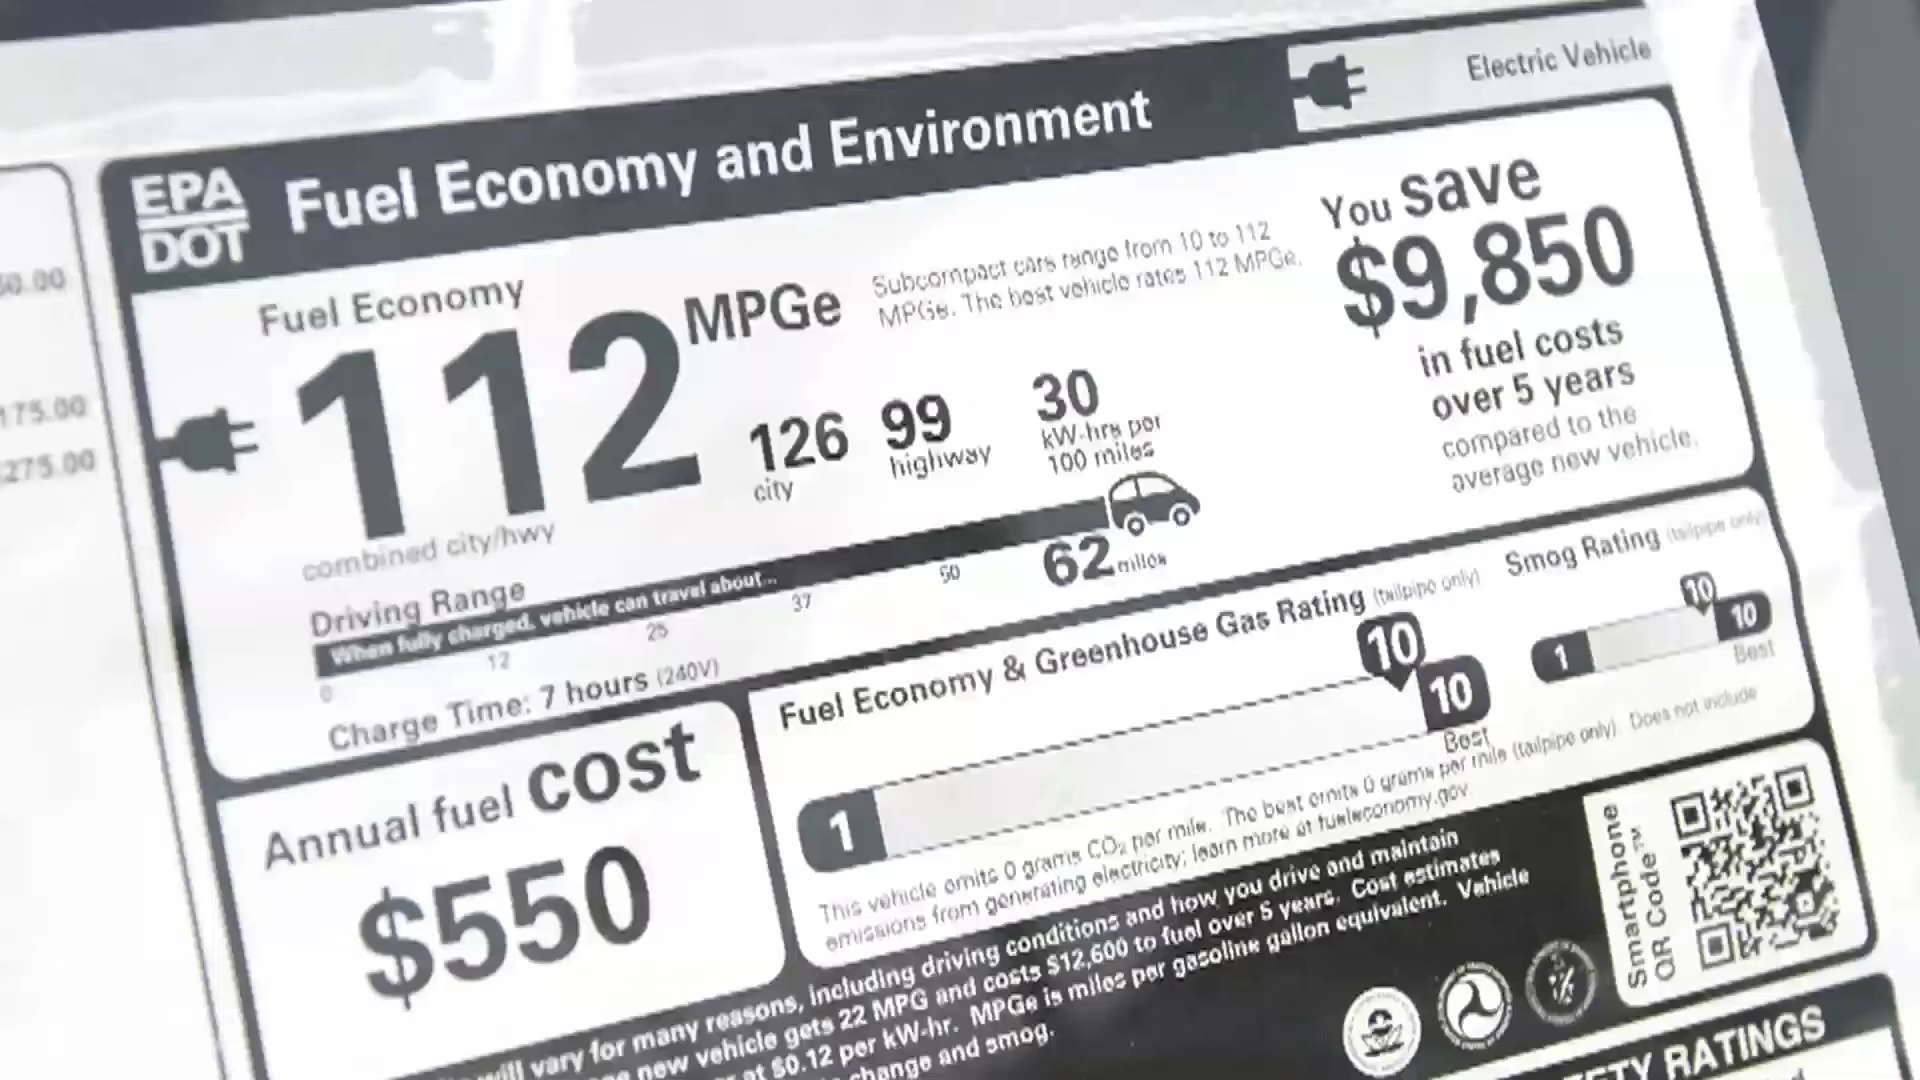 Electric Vehicle
EPA
DOT
Fuel Economy and Environment
50.00
175.00
275.00
Fuel Economy
112 MPGe
combined city/hwy
Subcompact cars range from 10 to 112
MPGe. The best vehicle rates 112 MPGe.
126
city
99
highway
30
kW-hrs per
100 miles
You save
$9,850
in fuel costs
over 5 years
compared to the
average new vehicle.
Driving Range
When fully charged, vehicle can travel about...
0 12 25 37 50 62 miles
Charge Time: 7 hours (240V)
Annual fuel cost
$550
Fuel Economy & Greenhouse Gas Rating (tailpipe only)
1 10 10
Best
Smog Rating (tailpipe only)
1 10 10
Best
This vehicle emits 0 grams CO₂ per mile. The best emits 0 grams per mile (tailpipe only). Does not include
emissions from generating electricity; learn more at fueleconomy.gov.
will vary for many reasons, including driving conditions and how you drive and maintain
new vehicle gets 22 MPG and costs $12,600 to fuel over 5 years. Cost estimates
at $0.12 per kW-hr. MPGe is miles per gasoline gallon equivalent. Vehicle
change and smog.
Smartphone
QR Code™
RATINGS